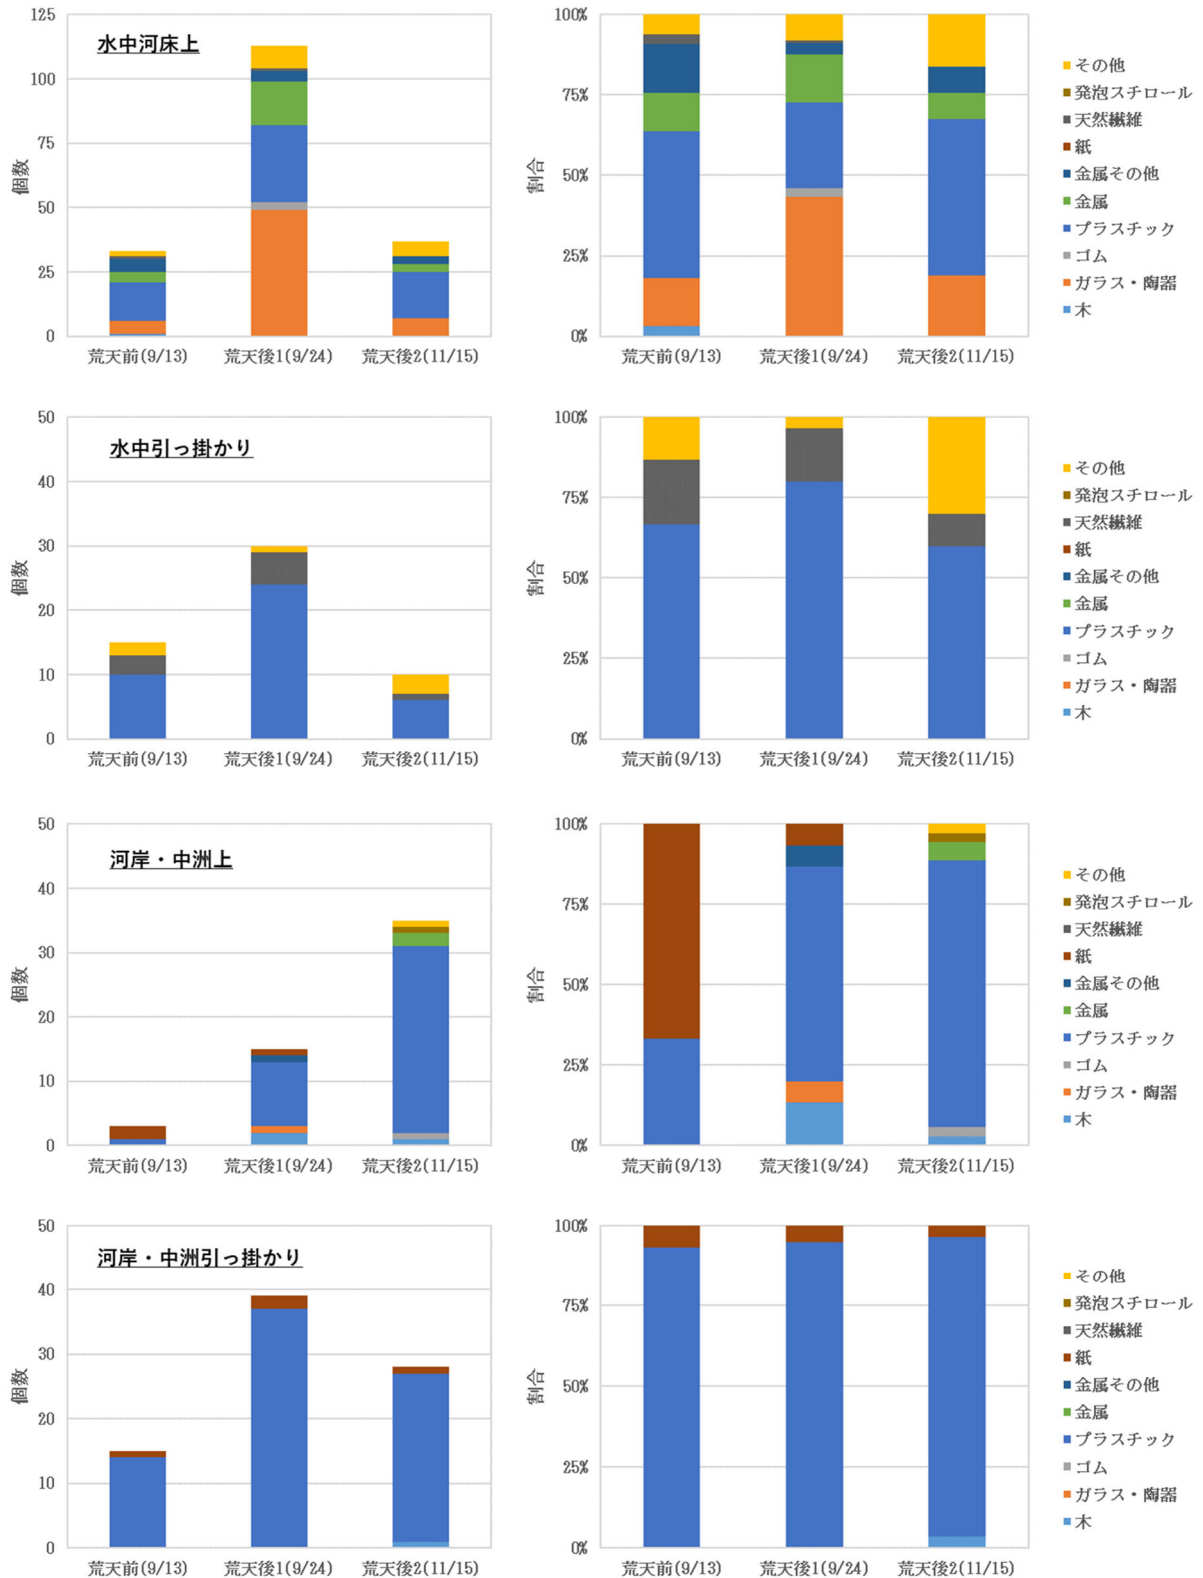 水中河床上
個数
125
100
75
50
25
0
荒天前(9/13)
荒天後1(9/24)
荒天後2(11/15)
割合
100%
75%
50%
25%
0%
荒天前(9/13)
荒天後1(9/24)
荒天後2(11/15)
その他
発泡スチロール
天然繊維
紙
金属その他
金属
プラスチック
ゴム
ガラス・陶器
木
水中引っ掛かり
個数
50
40
30
20
10
0
荒天前(9/13)
荒天後1(9/24)
荒天後2(11/15)
割合
100%
75%
50%
25%
0%
荒天前(9/13)
荒天後1(9/24)
荒天後2(11/15)
その他
発泡スチロール
天然繊維
紙
金属その他
金属
プラスチック
ゴム
ガラス・陶器
木
河岸・中洲上
個数
50
40
30
20
10
0
荒天前(9/13)
荒天後1(9/24)
荒天後2(11/15)
割合
100%
75%
50%
25%
0%
荒天前(9/13)
荒天後1(9/24)
荒天後2(11/15)
その他
発泡スチロール
天然繊維
紙
金属その他
金属
プラスチック
ゴム
ガラス・陶器
木
河岸・中洲引っ掛かり
個数
50
40
30
20
10
0
荒天前(9/13)
荒天後1(9/24)
荒天後2(11/15)
割合
100%
75%
50%
25%
0%
荒天前(9/13)
荒天後1(9/24)
荒天後2(11/15)
その他
発泡スチロール
天然繊維
紙
金属その他
金属
プラスチック
ゴム
ガラス・陶器
木